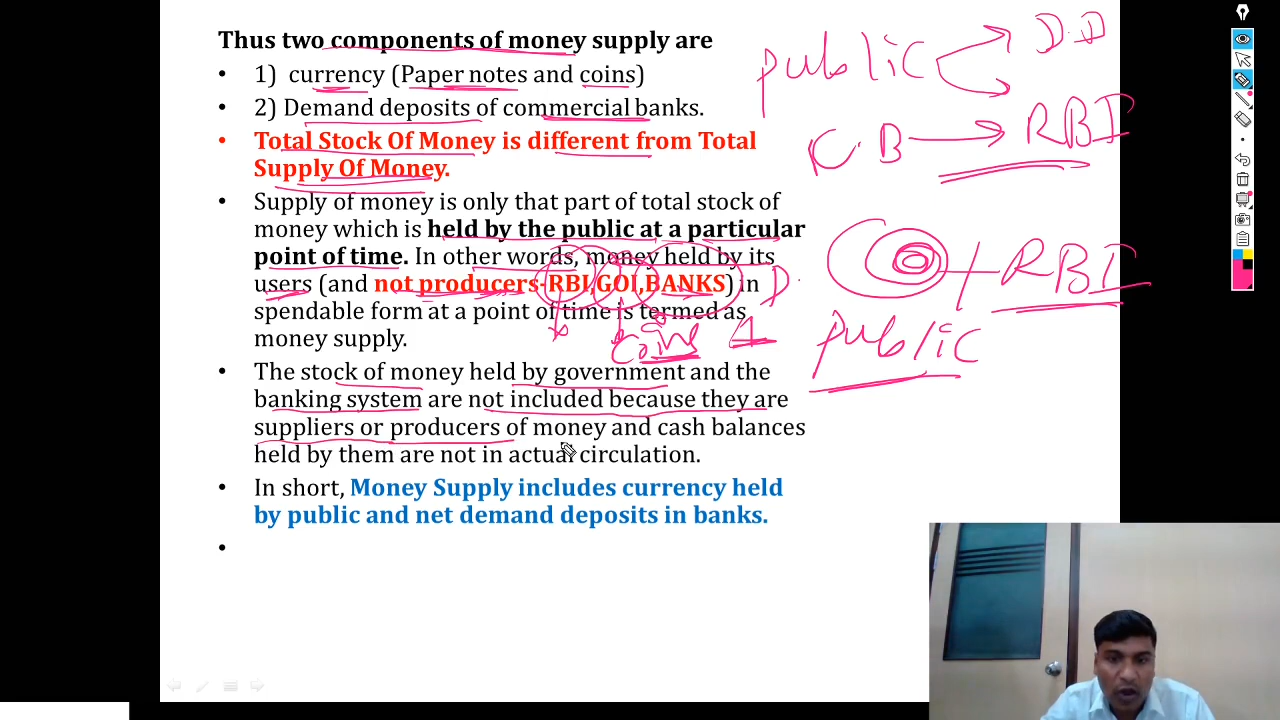 Thus two components of money supply are
• 1) currency (Paper notes and coins)
• 2) Demand deposits of commercial banks.
• Total Stock Of Money is different from Total
Supply Of Money.
• Supply of money is only that part of total stock of
money which is held by the public at a particular
point of time. In other words, money held by its
users (and not producers-RBI,GOI,BANKS) in
spendable form at a point of time is termed as
money supply.
• The stock of money held by government and the
banking system are not included because they are
suppliers or producers of money and cash balances
held by them are not in actual circulation.
• In short, Money Supply includes currency held
by public and net demand deposits in banks.
•
public D.D
C.B RBI
RBI
public
D.
coins 1